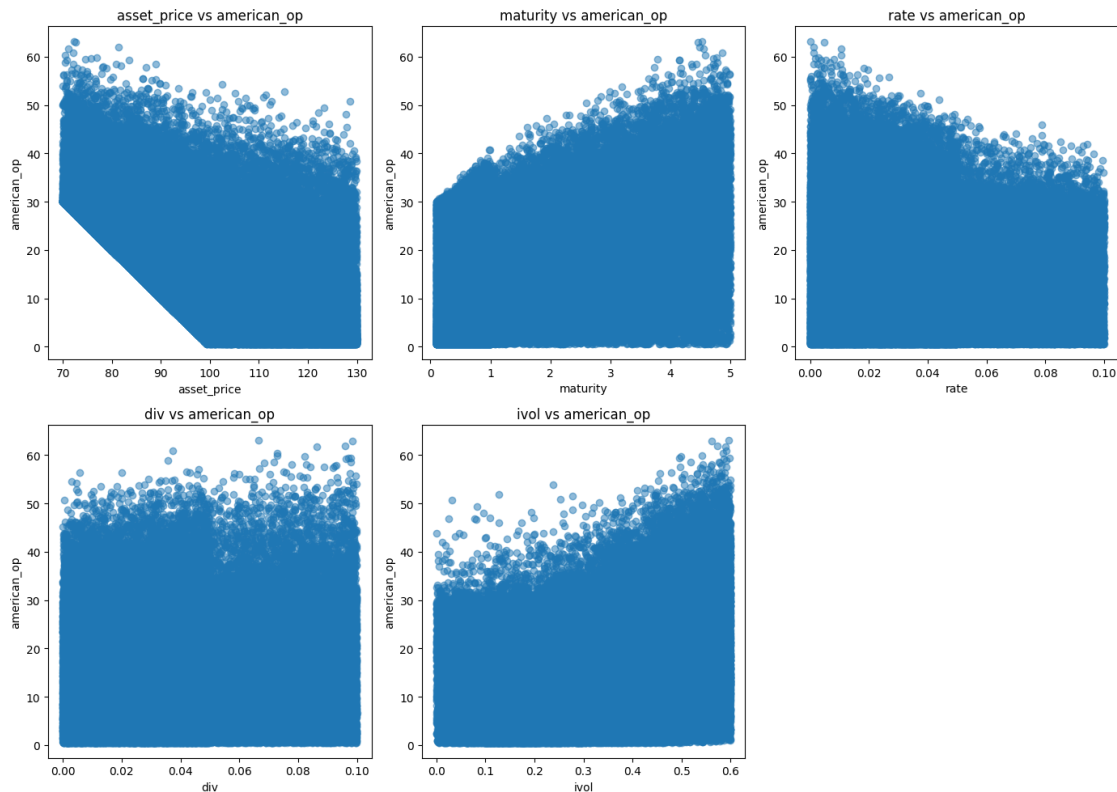 asset_price vs american_op
60
50
40
30
20
10
0
american_op
70 80 90 100 110 120 130
asset_price
maturity vs american_op
60
50
40
30
20
10
0
american_op
0 1 2 3 4 5
maturity
rate vs american_op
60
50
40
30
20
10
0
american_op
0.00 0.02 0.04 0.06 0.08 0.10
rate
div vs american_op
60
50
40
30
20
10
0
american_op
0.00 0.02 0.04 0.06 0.08 0.10
div
ivol vs american_op
60
50
40
30
20
10
0
american_op
0.0 0.1 0.2 0.3 0.4 0.5 0.6
ivol